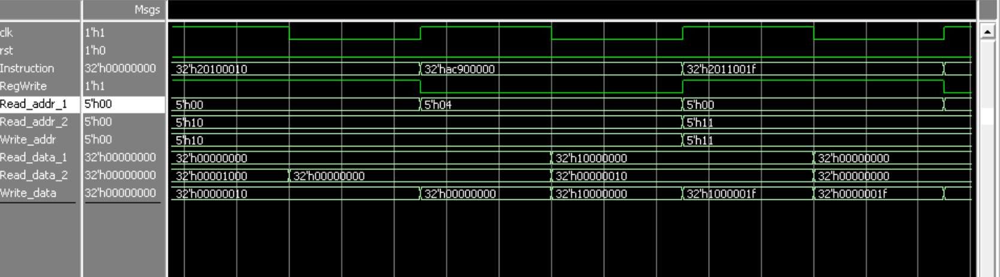 Msgs
clk 1'h1
rst 1'h0
Instruction 32'h00000000 32'h20100010 32'hac900000 32'h2011001f
RegWrite 1'h1
Read_addr_1 5'h00 5'h00 5'h04 5'h00
Read_addr_2 5'h00 5'h10 5'h11
Write_addr 5'h00 5'h10 5'h11
Read_data_1 32'h00000000 32'h00000000 32'h10000000 32'h00000000
Read_data_2 32'h00000000 32'h00001000 32'h00000000 32'h00000010 32'h00000000
Write_data 32'h00000000 32'h00000010 32'h00000000 32'h10000000 32'h1000001f 32'h0000001f